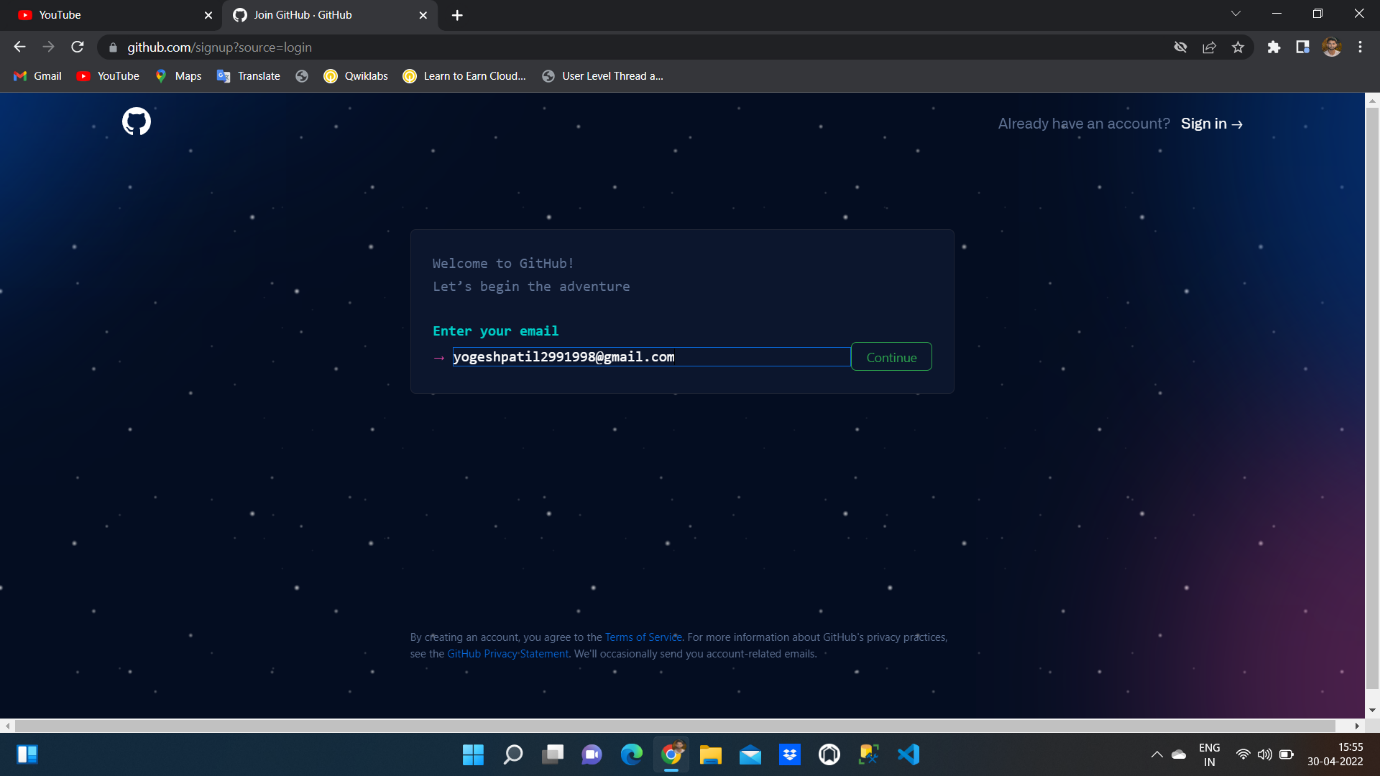 YouTube
Join GitHub · GitHub
github.com/signup?source=login
Gmail
YouTube
Maps
Translate
Qwiklabs
Learn to Earn Cloud...
User Level Thread a...
Already have an account? Sign in →
Welcome to GitHub!
Let's begin the adventure
Enter your email
→ yogeshpatil2991998@gmail.com
Continue
By creating an account, you agree to the Terms of Service. For more information about GitHub's privacy practices,
see the GitHub Privacy Statement. We'll occasionally send you account-related emails.
ENG
IN
15:55
30-04-2022